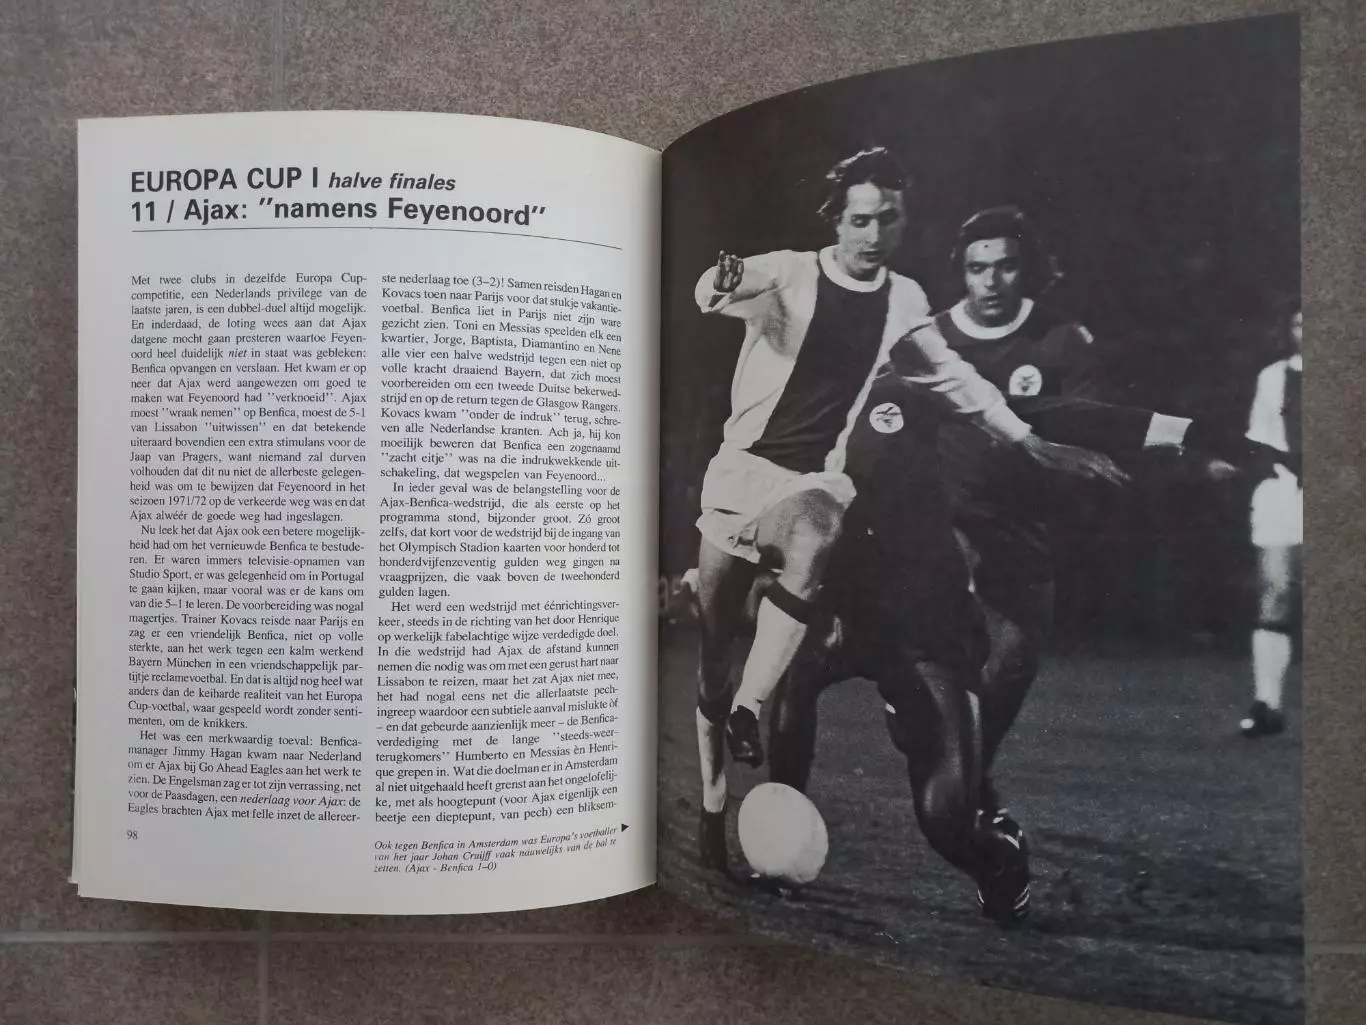 EUROPA CUP I halve finales
11 / Ajax: "namens Feyenoord"
Met twee clubs in dezelfde Europa Cup-
competitie, een Nederlands privilege van de
laatste jaren, is een dubbel-duel altijd mogelijk.
En inderdaad, de loting wees aan dat Ajax
datgene mocht gaan presteren waartoe Feyen-
oord heel duidelijk niet in staat was gebleken:
Benfica opvangen en verslaan. Het kwam er op
neer dat Ajax werd aangewezen om goed te
maken wat Feyenoord had "verknoeid". Ajax
moest "wraak nemen" op Benfica, moest de 5-1
van Lissabon "uitwissen" en dat betekende
uiteraard bovendien een extra stimulans voor de
Jaap van Pragers, want niemand zal durven
volhouden dat dit nu niet de allerbeste gelegen-
heid was om te bewijzen dat Feyenoord in het
seizoen 1971/72 op de verkeerde weg was en dat
Ajax alwéér de goede weg had ingeslagen.
Nu leek het dat Ajax ook een betere mogelijk-
heid had om het vernieuwde Benfica te bestude-
ren. Er waren immers televisie-opnamen van
Studio Sport, er was gelegenheid om in Portugal
te gaan kijken, maar vooral was er de kans om
van die 5-1 te leren. De voorbereiding was nogal
magertjes. Trainer Kovacs reisde naar Parijs en
zag er een vriendelijk Benfica, niet op volle
sterkte, aan het werk tegen een kalm werkend
Bayern München in een vriendschappelijk par-
tijtje reclamevoetbal. En dat is altijd nog heel wat
anders dan de keiharde realiteit van het Europa
Cup-voetbal, waar gespeeld wordt zonder senti-
menten, om de knikkers.
Het was een merkwaardig toeval: Benfica-
manager Jimmy Hagan kwam naar Nederland
om er Ajax bij Go Ahead Eagles aan het werk te
zien. De Engelsman zag er tot zijn verrassing, net
voor de Paasdagen, een nederlaag voor Ajax: de
Eagles brachten Ajax met felle inzet de allereer-
98
ste nederlaag toe (3-2)! Samen reisden Hagan en
Kovacs toen naar Parijs voor dat stukje vakantie-
voetbal. Benfica liet in Parijs niet zijn ware
gezicht zien. Toni en Messias speelden elk een
kwartier, Jorge, Baptista, Diamantino en Nene
alle vier een halve wedstrijd tegen een niet op
volle kracht draaiend Bayern, dat zich moest
voorbereiden om een tweede Duitse bekerwed-
strijd en op de return tegen de Glasgow Rangers.
Kovacs kwam "onder de indruk" terug, schre-
ven alle Nederlandse kranten. Ach ja, hij kon
moeilijk beweren dat Benfica een zogenaamd
"zacht eitje" was na die indrukwekkende uit-
schakeling, dat wegspelen van Feyenoord...
In ieder geval was de belangstelling voor de
Ajax-Benfica-wedstrijd, die als eerste op het
programma stond, bijzonder groot. Zó groot
zelfs, dat kort voor de wedstrijd bij de ingang van
het Olympisch Stadion kaarten voor honderd tot
honderdvijfenzeventig gulden weg gingen na
vraagprijzen, die vaak boven de tweehonderd
gulden lagen.
Het werd een wedstrijd met éénrichtingsver-
keer, steeds in de richting van het door Henrique
op werkelijk fabelachtige wijze verdedigde doel.
In die wedstrijd had Ajax de afstand kunnen
nemen die nodig was om met een gerust hart naar
Lissabon te reizen, maar het zat Ajax niet mee,
het had nogal eens net die allerlaatste pech-
ingreep waardoor een subtiele aanval mislukte òf
– en dat gebeurde aanzienlijk meer – de Benfica-
verdediging met de lange "steeds-weer-
terugkomers" Humberto en Messias èn Henri-
que grepen in. Wat die doelman er in Amsterdam
al niet uitgehaald heeft grenst aan het ongelofelij-
ke, met als hoogtepunt (voor Ajax eigenlijk een
beetje een dieptepunt, van pech) een bliksem-
Ook tegen Benfica in Amsterdam was Europa's voetballer
van het jaar Johan Cruijff vaak nauwelijks van de bal te
zetten. (Ajax - Benfica 1-0)